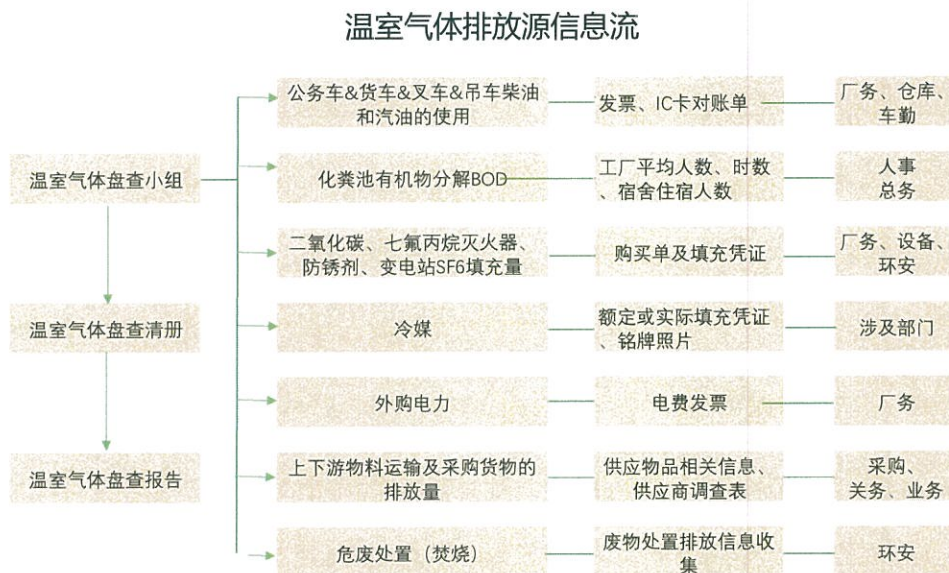 温室气体排放源信息流
公务车&货车&叉车&吊车柴油
和汽油的使用
发票、IC卡对账单
厂务、仓库、
车勤
温室气体盘查小组
化粪池有机物分解BOD
工厂平均人数、时数
、宿舍住宿人数
人事
总务
二氧化碳、七氟丙烷灭火器、
防锈剂、变电站SF6填充量
购买单及填充凭证
厂务、设备、
环安
温室气体盘查清册
冷媒
额定或实际填充凭证
、铭牌照片
涉及部门
外购电力
电费发票
厂务
温室气体盘查报告
上下游物料运输及采购货物的
排放量
供应物品相关信息、
供应商调查表
采购、
关务、业务
危废处置（焚烧）
废物处置排放信息收
集
环安